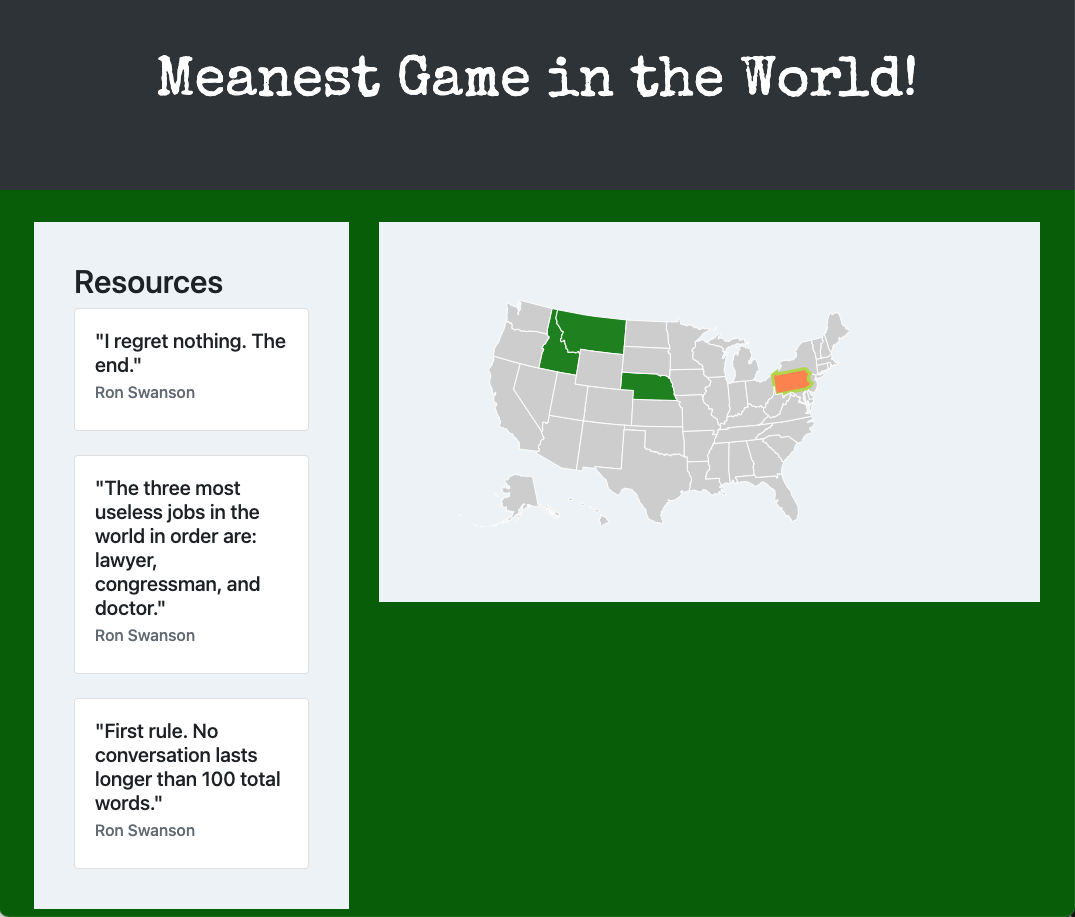 Meanest Game in the World!
Resources
"I regret nothing. The
end."
Ron Swanson
"The three most
useless jobs in the
world in order are:
lawyer,
congressman, and
doctor."
Ron Swanson
"First rule. No
conversation lasts
longer than 100 total
words."
Ron Swanson